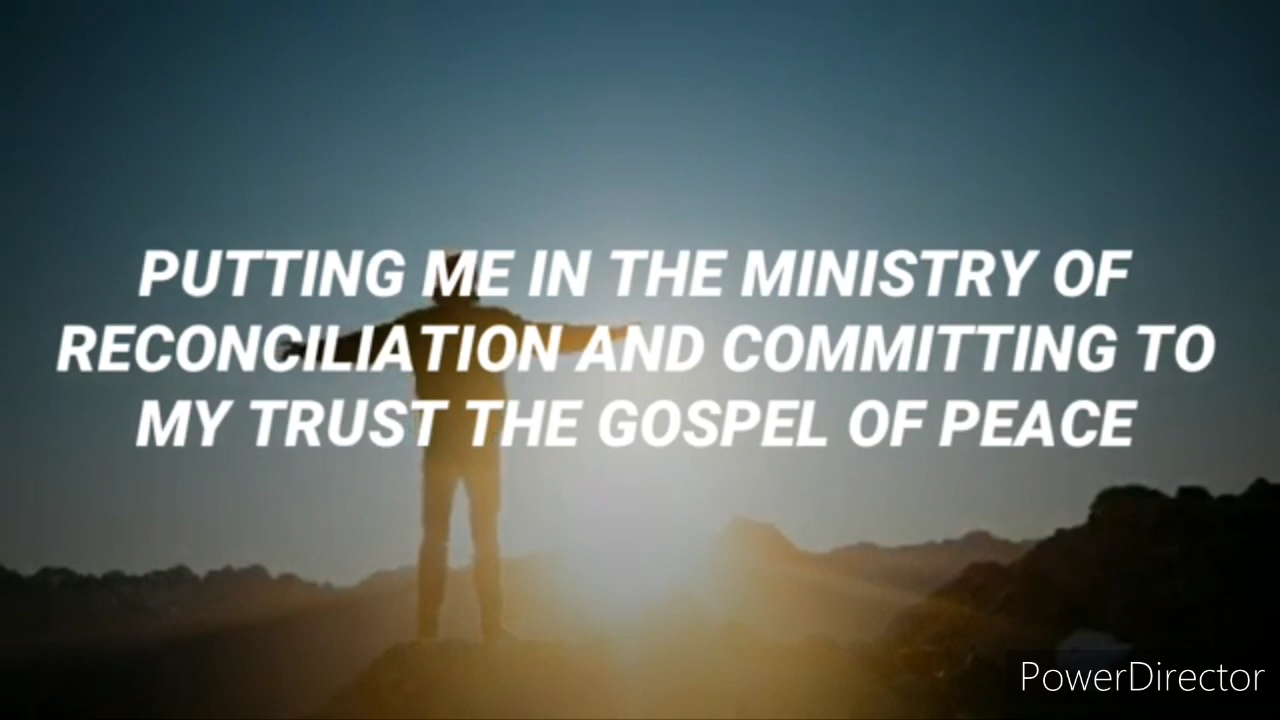 PUTTING ME IN THE MINISTRY OF
RECONCILIATION AND COMMITTING TO
MY TRUST THE GOSPEL OF PEACE
PowerDirector